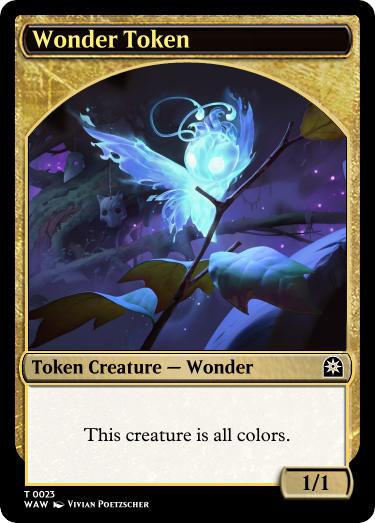 Wonder Token
Token Creature — Wonder
This creature is all colors.
1/1
T 0023
WAW Vivian Poetzscher